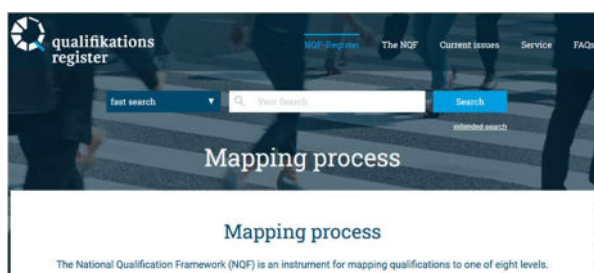 qualifikations
register
NQF-Register The NQF Current issues Service FAQs
fast search Your Search Search
extended search
Mapping process
Mapping process
The National Qualification Framework (NQF) is an instrument for mapping qualifications to one of eight levels.